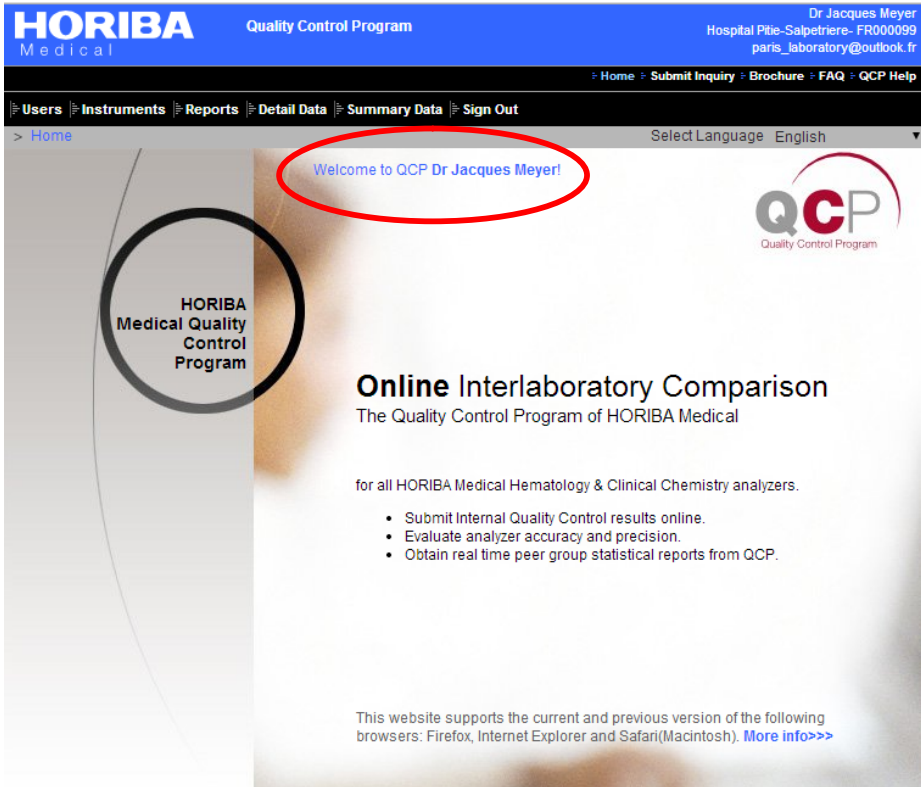 HORIBA
Medical
Quality Control Program
Dr Jacques Meyer
Hospital Pitie-Salpetriere- FR000099
paris_laboratory@outlook.fr
Home Submit Inquiry Brochure FAQ QCP Help
Users Instruments Reports Detail Data Summary Data Sign Out
> Home
Select Language English
Welcome to QCP Dr Jacques Meyer!
QCP
Quality Control Program
HORIBA
Medical Quality
Control
Program
Online Interlaboratory Comparison
The Quality Control Program of HORIBA Medical
for all HORIBA Medical Hematology & Clinical Chemistry analyzers.
• Submit Internal Quality Control results online.
• Evaluate analyzer accuracy and precision.
• Obtain real time peer group statistical reports from QCP.
This website supports the current and previous version of the following
browsers: Firefox, Internet Explorer and Safari(Macintosh). More info>>>